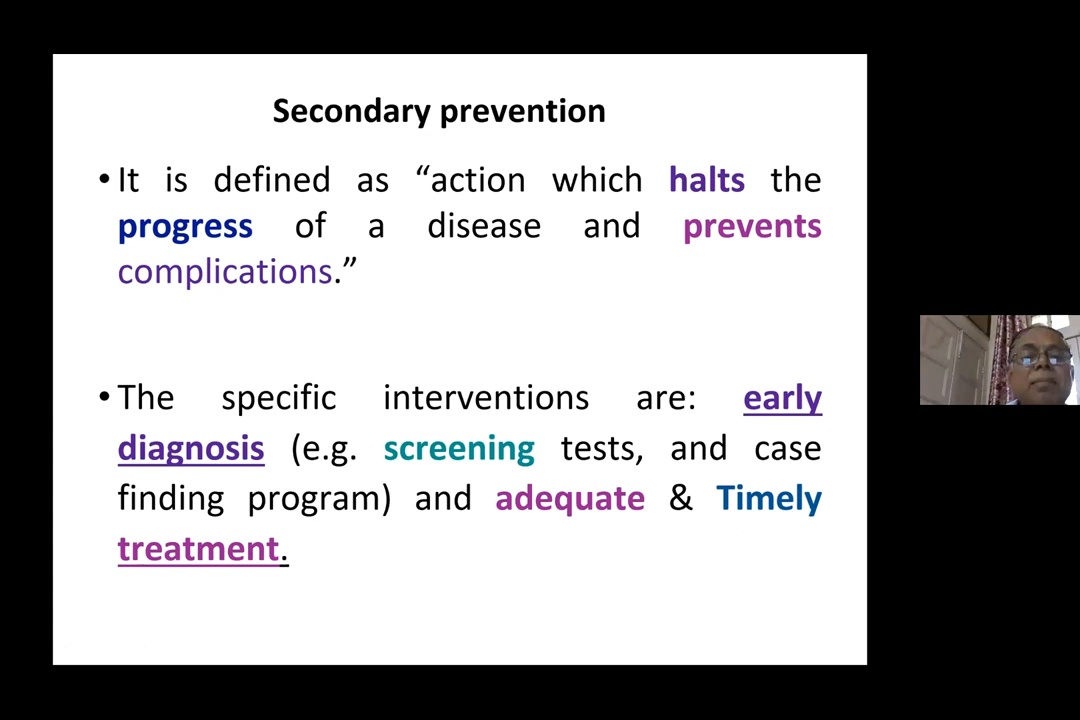 Secondary prevention
• It is defined as “action which halts the
progress of a disease and prevents
complications.”
• The specific interventions are: early
diagnosis (e.g. screening tests, and case
finding program) and adequate & Timely
treatment.